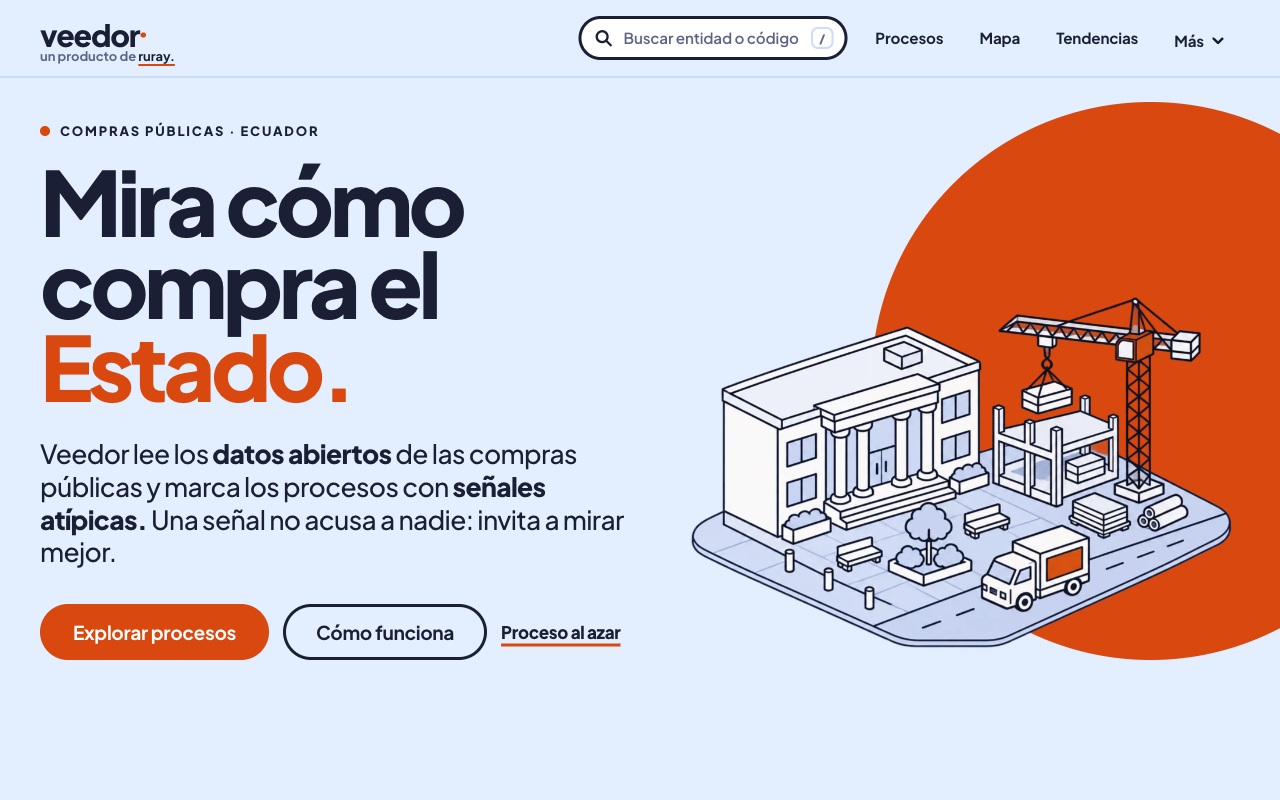 veedor
un producto de ruray.
Buscar entidad o código /
Procesos
Mapa
Tendencias
Más
COMPRAS PÚBLICAS · ECUADOR
Mira cómo
compra el
Estado.
Veedor lee los datos abiertos de las compras
públicas y marca los procesos con señales
atípicas. Una señal no acusa a nadie: invita a mirar
mejor.
Explorar procesos
Cómo funciona
Proceso al azar